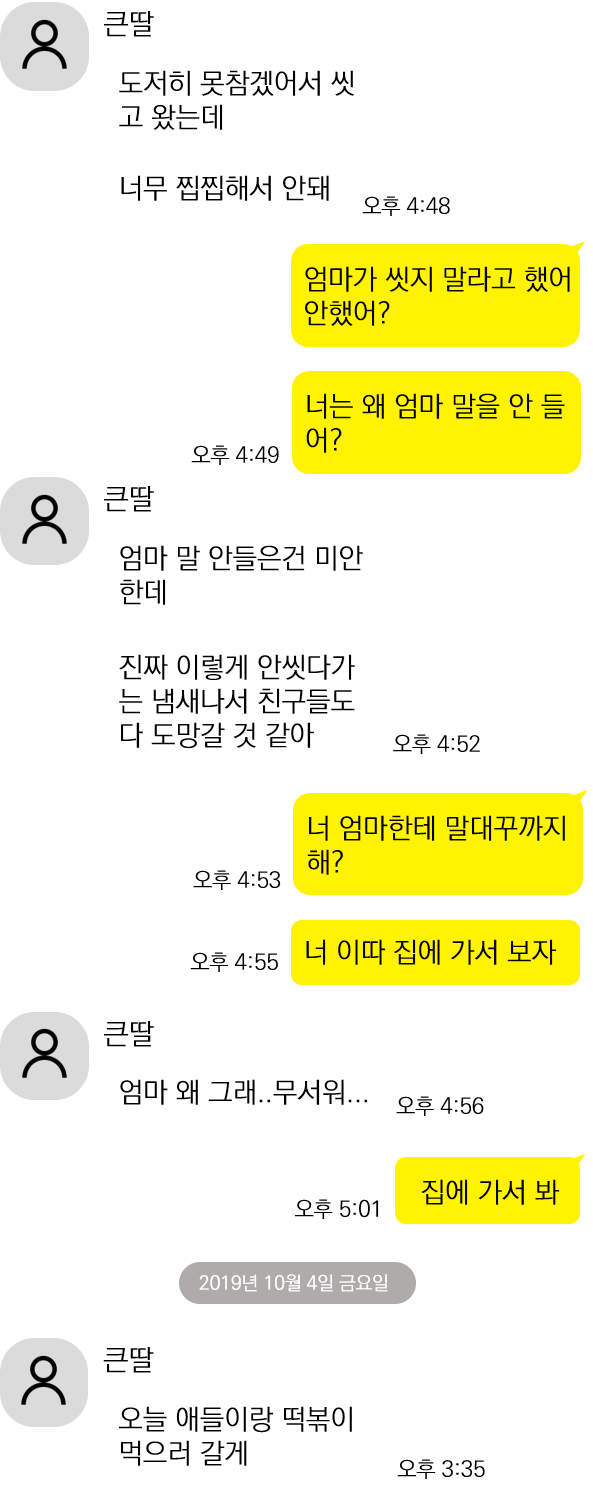 큰딸
도저히 못참겠어서 씻
고 왔는데
너무 찝찝해서 안돼
오후 4:48
엄마가 씻지 말라고 했어
안했어?
너는 왜 엄마 말을 안 들
어?
오후 4:49
큰딸
엄마 말 안들은건 미안
한데
진짜 이렇게 안씻다가
는 냄새나서 친구들도
다 도망갈 것 같아
오후 4:52
너 엄마한테 말대꾸까지
해?
오후 4:53
너 이따 집에 가서 보자
오후 4:55
큰딸
엄마 왜 그래..무서워...
오후 4:56
집에 가서 봐
오후 5:01
2019년 10월 4일 금요일
큰딸
오늘 애들이랑 떡볶이
먹으러 갈게
오후 3:35